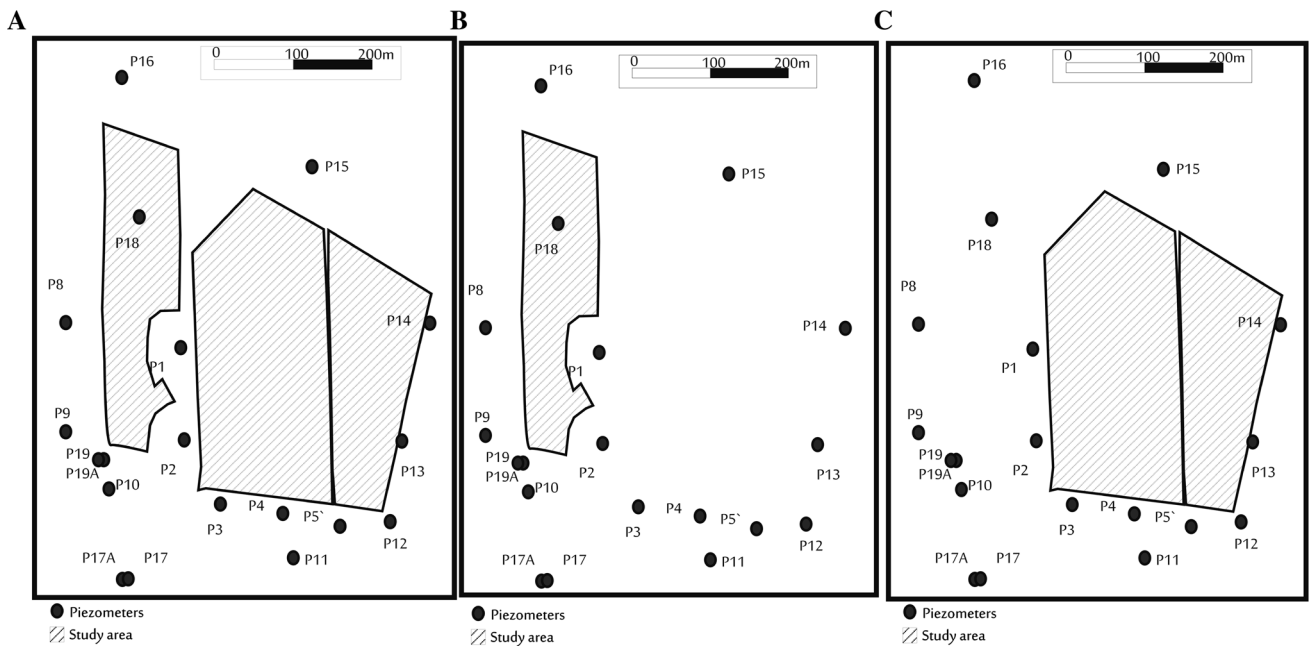 A
0 100 200m
P16
P15
P18
P8
P14
P1
P9
P19
P2
P13
P19A
P10
P3
P4
P5`
P12
P17A
P17
P11
Piezometers
Study area
B
0 100 200m
P16
P15
P18
P8
P14
P1
P9
P19
P2
P13
P19A
P10
P3
P4
P5`
P12
P17A
P17
P11
Piezometers
Study area
C
0 100 200m
P16
P15
P18
P8
P14
P1
P9
P19
P2
P13
P19A
P10
P3
P4
P5`
P12
P17A
P17
P11
Piezometers
Study area